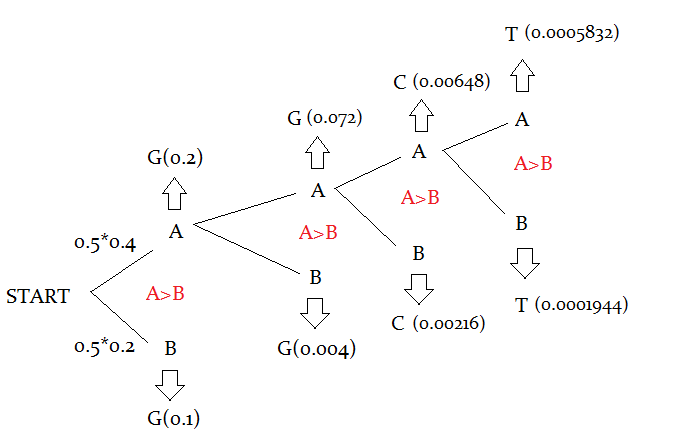 T (0.0005832)
C (0.00648)
G (0.072)
A
G(0.2)
A
A>B
A
A>B
A
B
0.5*0.4
A>B
B
B
START
A>B
T (0.0001944)
C (0.00216)
0.5*0.2
B
G(0.004)
G(0.1)